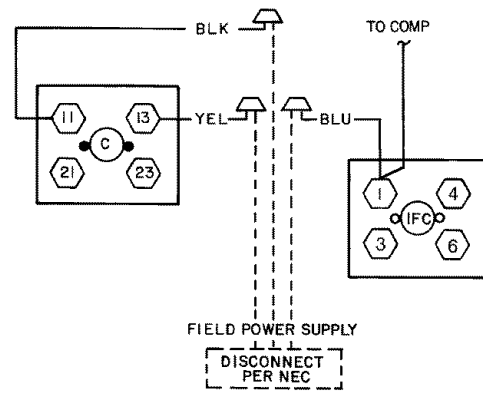 BLK
TO COMP
11
13
YEL
BLU
C
21
23
1
4
IFC
3
6
FIELD POWER SUPPLY
DISCONNECT
PER NEC